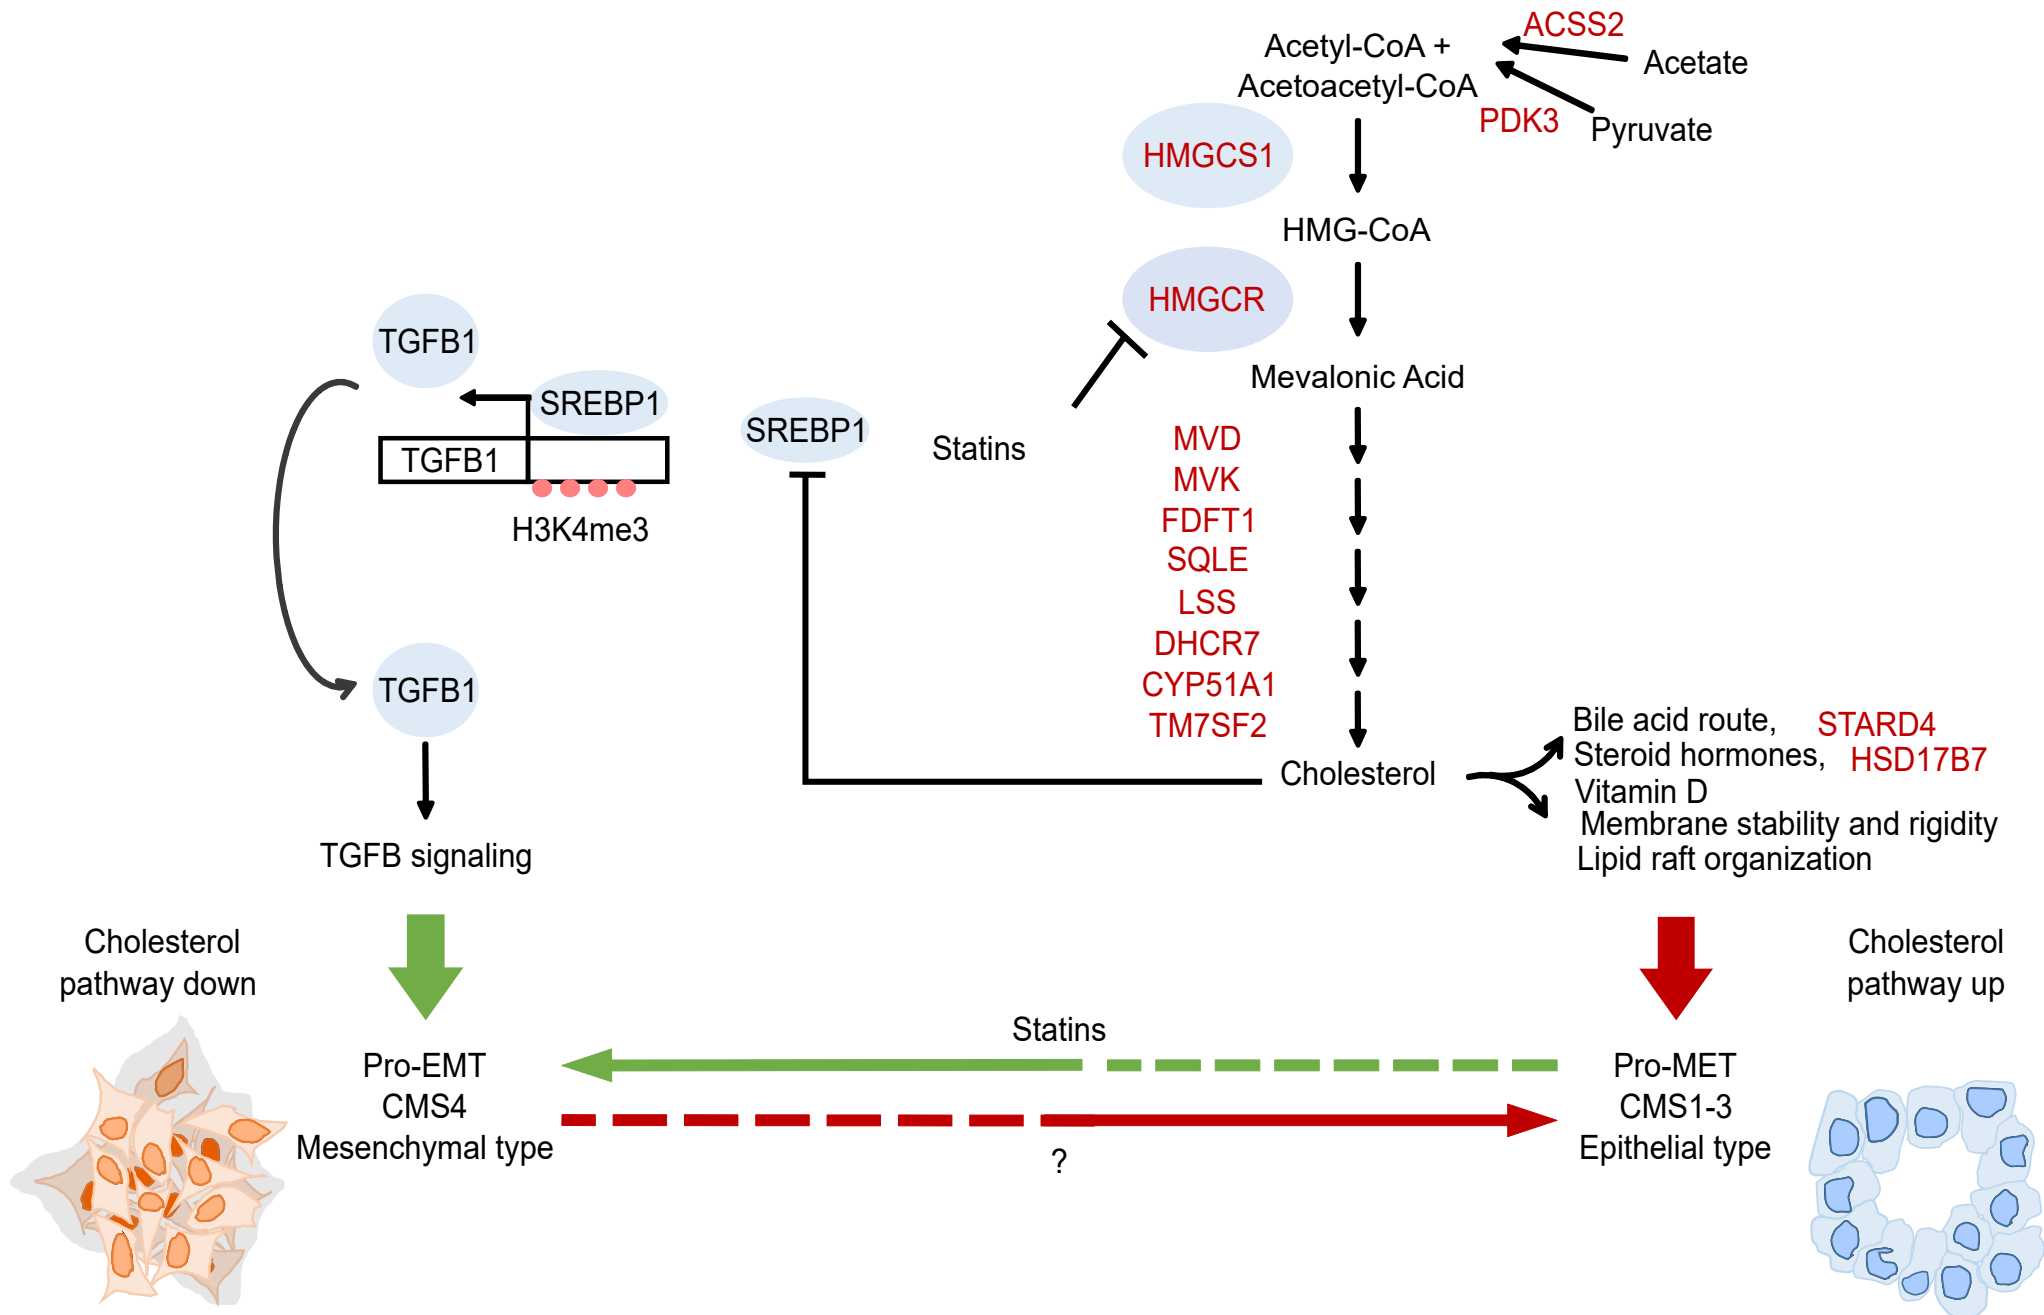 ACSS2
Acetyl-CoA +
Acetoacetyl-CoA
Acetate
PDK3
Pyruvate
HMGCS1
HMG-CoA
HMGCR
Mevalonic Acid
TGFB1
SREBP1
TGFB1
H3K4me3
SREBP1
Statins
MVD
MVK
FDFT1
SQLE
LSS
DHCR7
CYP51A1
TM7SF2
Cholesterol
TGFB1
TGFB signaling
Bile acid route, STARD4
Steroid hormones, HSD17B7
Vitamin D
Membrane stability and rigidity
Lipid raft organization
Cholesterol
pathway down
Cholesterol
pathway up
Statins
Pro-EMT
CMS4
Mesenchymal type
?
Pro-MET
CMS1-3
Epithelial type